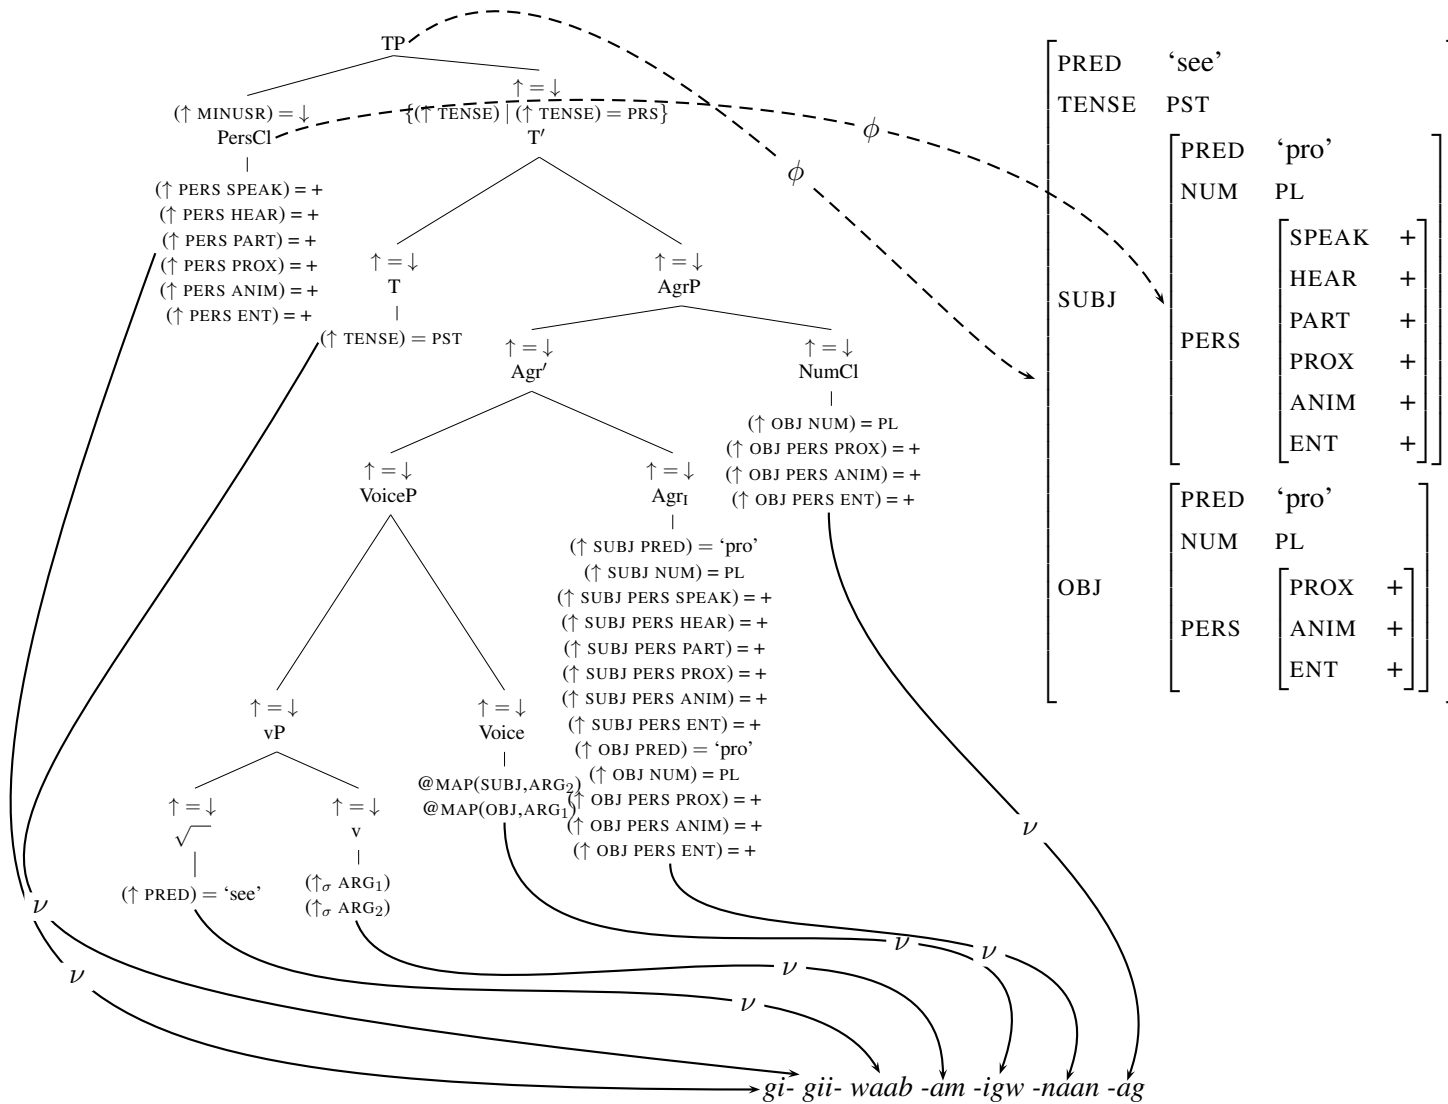 TP
(↑ MINUSR) = ↓
PersCl
(↑ PERS SPEAK) = +
(↑ PERS HEAR) = +
(↑ PERS PART) = +
(↑ PERS PROX) = +
(↑ PERS ANIM) = +
(↑ PERS ENT) = +
↑ = ↓
{(↑ TENSE) | (↑ TENSE) = PRS}
T′
↑ = ↓
T
(↑ TENSE) = PST
↑ = ↓
AgrP
↑ = ↓
Agr′
↑ = ↓
NumCl
(↑ OBJ NUM) = PL
(↑ OBJ PERS PROX) = +
(↑ OBJ PERS ANIM) = +
(↑ OBJ PERS ENT) = +
↑ = ↓
VoiceP
↑ = ↓
Agr_I
(↑ SUBJ PRED) = ‘pro’
(↑ SUBJ NUM) = PL
(↑ SUBJ PERS SPEAK) = +
(↑ SUBJ PERS HEAR) = +
(↑ SUBJ PERS PART) = +
(↑ SUBJ PERS PROX) = +
(↑ SUBJ PERS ANIM) = +
(↑ SUBJ PERS ENT) = +
(↑ OBJ PRED) = ‘pro’
(↑ OBJ NUM) = PL
(↑ OBJ PERS PROX) = +
(↑ OBJ PERS ANIM) = +
(↑ OBJ PERS ENT) = +
↑ = ↓
vP
↑ = ↓
Voice
@MAP(SUBJ,ARG₂)
@MAP(OBJ,ARG₁)
↑ = ↓
√
(↑ PRED) = ‘see’
↑ = ↓
v
(↑σ ARG₁)
(↑σ ARG₂)
ϕ
ϕ
ν
ν
ν
ν
ν
ν
ν
gi- gii- waab -am -igw -naan -ag
PRED ‘see’
TENSE PST
SUBJ
PRED ‘pro’
NUM PL
PERS
SPEAK +
HEAR +
PART +
PROX +
ANIM +
ENT +
OBJ
PRED ‘pro’
NUM PL
PERS
PROX +
ANIM +
ENT +